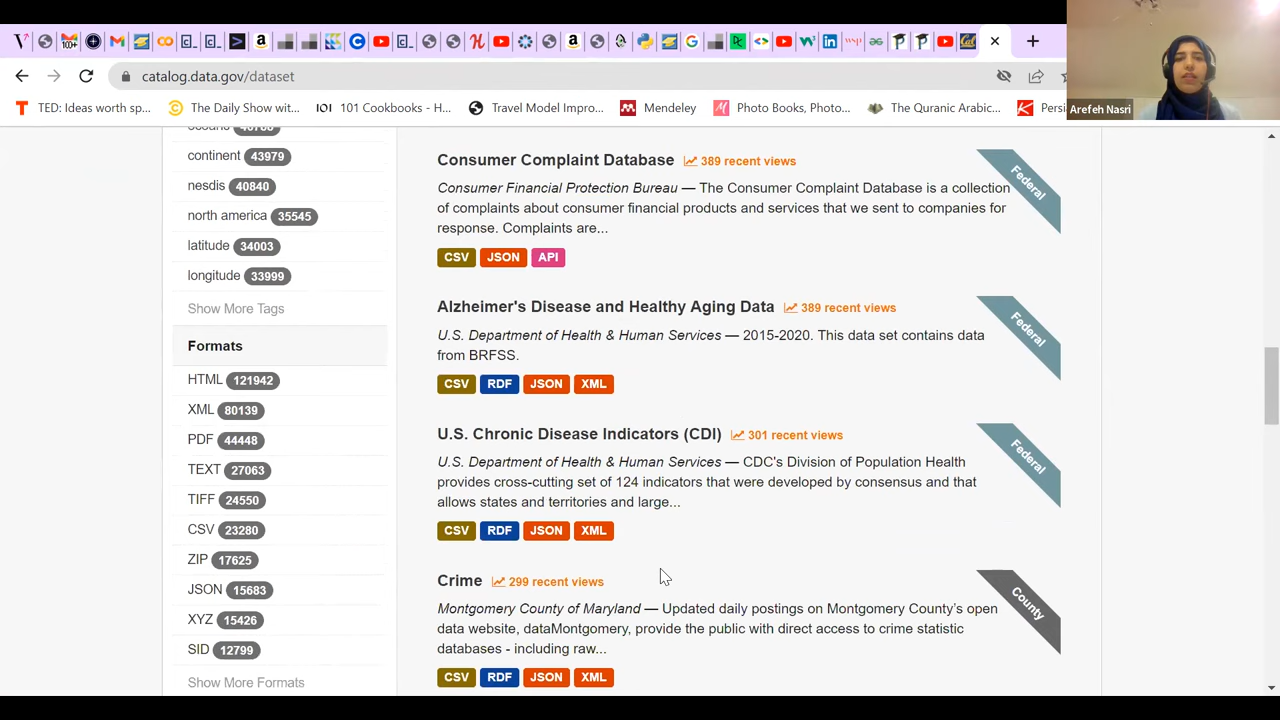 100+
catalog.data.gov/dataset
TED: Ideas worth sp...
The Daily Show wit...
101 Cookbooks - H...
Travel Model Impro...
Mendeley
Photo Books, Photo...
The Quranic Arabic...
Persi
Arefeh Nasri
continent 43979
nesdis 40840
north america 35545
latitude 34003
longitude 33999
Show More Tags
Formats
HTML 121942
XML 80139
PDF 44448
TEXT 27063
TIFF 24550
CSV 23280
ZIP 17625
JSON 15683
XYZ 15426
SID 12799
Show More Formats
Consumer Complaint Database 389 recent views
Federal
Consumer Financial Protection Bureau — The Consumer Complaint Database is a collection
of complaints about consumer financial products and services that we sent to companies for
response. Complaints are...
CSV JSON API
Alzheimer's Disease and Healthy Aging Data 389 recent views
Federal
U.S. Department of Health & Human Services — 2015-2020. This data set contains data
from BRFSS.
CSV RDF JSON XML
U.S. Chronic Disease Indicators (CDI) 301 recent views
Federal
U.S. Department of Health & Human Services — CDC's Division of Population Health
provides cross-cutting set of 124 indicators that were developed by consensus and that
allows states and territories and large...
CSV RDF JSON XML
Crime 299 recent views
County
Montgomery County of Maryland — Updated daily postings on Montgomery County's open
data website, dataMontgomery, provide the public with direct access to crime statistic
databases - including raw...
CSV RDF JSON XML